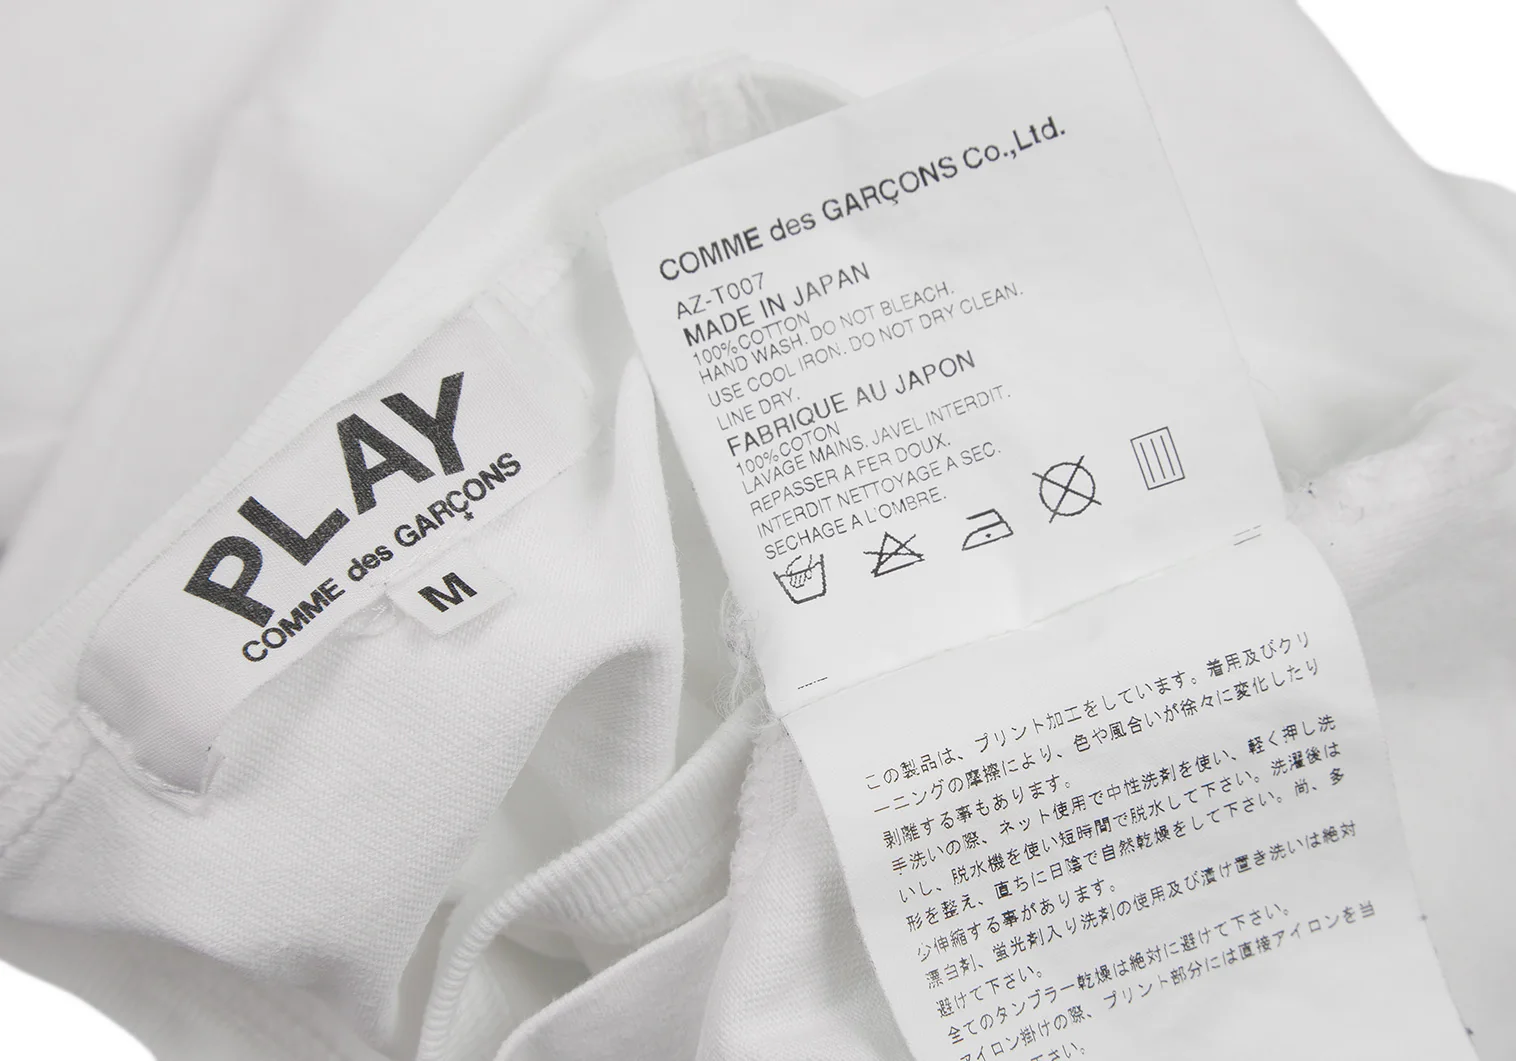 PLAY
COMME des GARÇONS
M
COMME des GARÇONS Co.,Ltd.
AZ-T007
MADE IN JAPAN
100%COTTON
HAND WASH. DO NOT BLEACH.
USE COOL IRON. DO NOT DRY CLEAN.
LINE DRY.
FABRIQUE AU JAPON
100%COTON
LAVAGE MAINS. JAVEL INTERDIT.
REPASSER A FER DOUX.
INTERDIT NETTOYAGE A SEC.
SECHAGE A L'OMBRE.
この製品は、プリント加工をしています。着用及びクリ
ーニングの摩擦により、色や風合いが徐々に変化したり
剥離する事もあります。
手洗いの際、ネット使用で中性洗剤を使い、軽く押し洗
いし、脱水機を使い短時間で脱水して下さい。洗濯後は
形を整え、直ちに日陰で自然乾燥をして下さい。尚、多
少伸縮する事があります。
漂白剤、蛍光剤入り洗剤の使用及び漬け置き洗いは絶対
避けて下さい。
全てのタンブラー乾燥は絶対に避けて下さい。
アイロン掛けの際、プリント部分には直接アイロンを当
下さい。